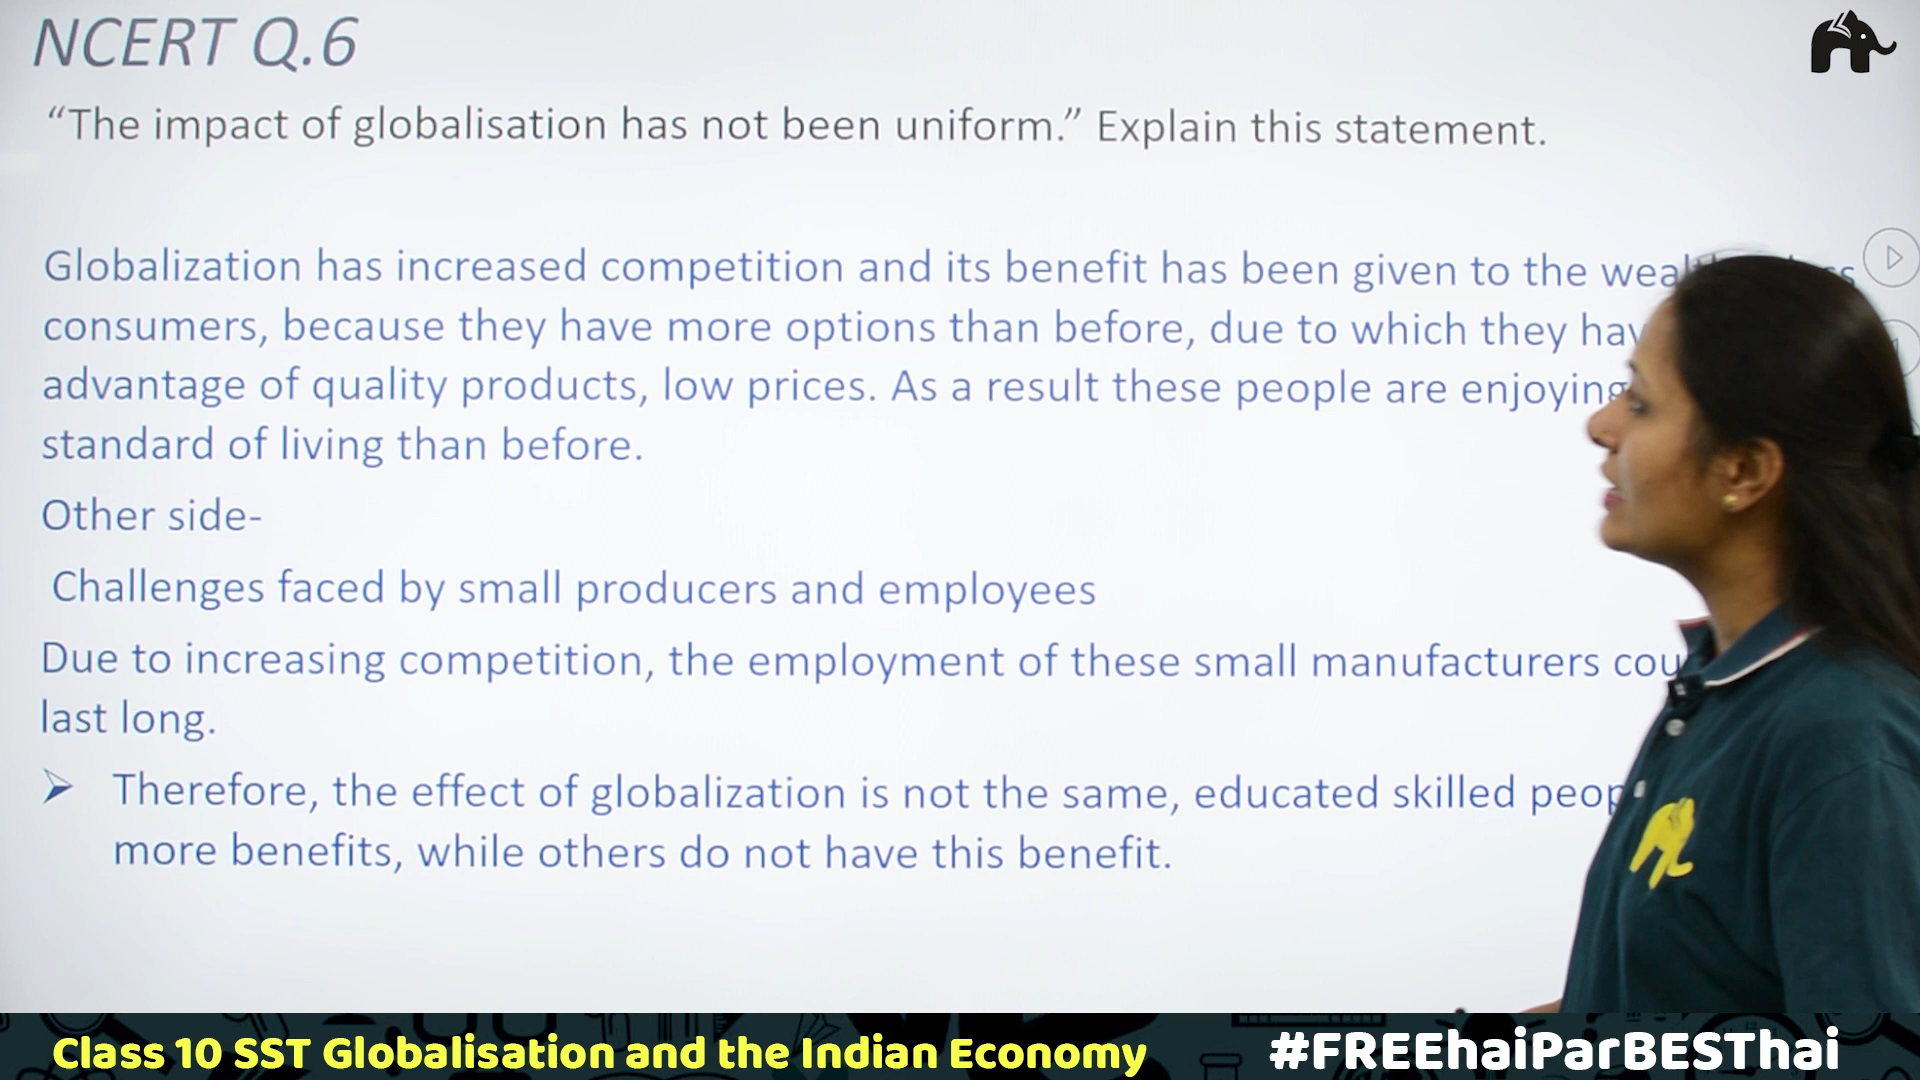 NCERT Q.6
“The impact of globalisation has not been uniform.” Explain this statement.
Globalization has increased competition and its benefit has been given to the
consumers, because they have more options than before, due to which they
advantage of quality products, low prices. As a result these people are enjoying
standard of living than before.
Other side-
Challenges faced by small producers and employees
Due to increasing competition, the employment of these small manufacturers
last long.
➢ Therefore, the effect of globalization is not the same, educated skilled
more benefits, while others do not have this benefit.
Class 10 SST Globalisation and the Indian Economy
#FREEhaiParBESThai